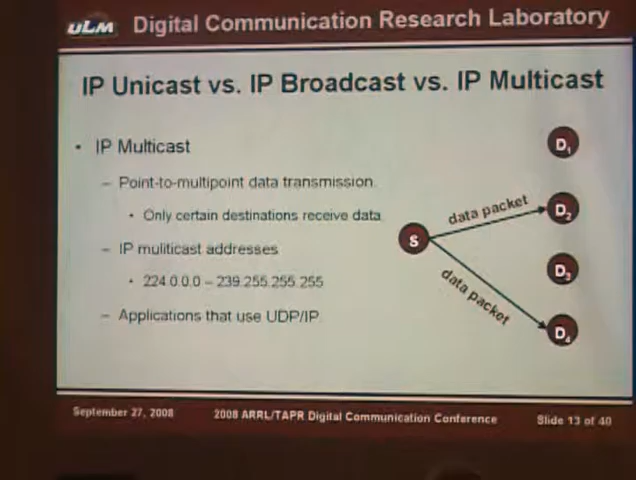 ULM Digital Communication Research Laboratory
IP Unicast vs. IP Broadcast vs. IP Multicast
• IP Multicast
– Point-to-multipoint data transmission.
• Only certain destinations receive data.
– IP muliticast addresses
• 224.0.0.0 – 239.255.255.255
– Applications that use UDP/IP.
D1
data packet
D2
S
D3
data packet
D4
September 27, 2008 2008 ARRL/TAPR Digital Communication Conference Slide 13 of 40